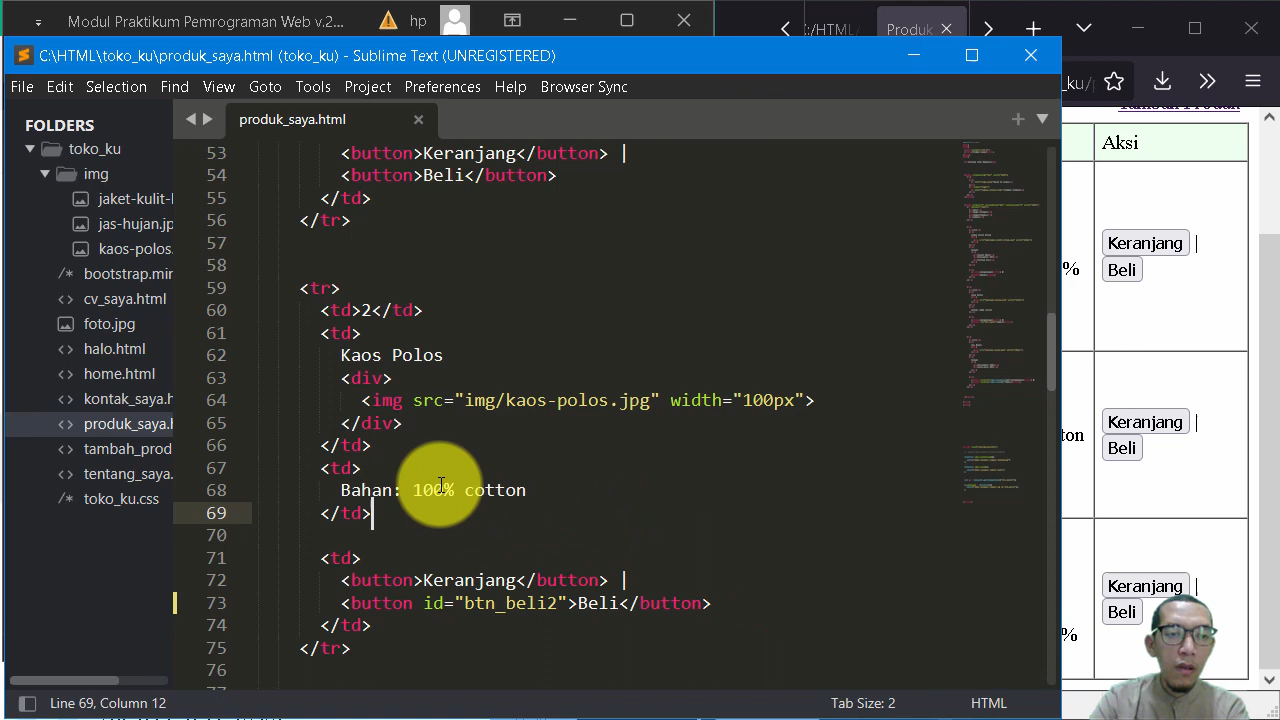 Modul Praktikum Pemrograman Web v.2...
hp
:/HTML/
Produk
C:\HTML\toko_ku\produk_saya.html (toko_ku) - Sublime Text (UNREGISTERED)
File Edit Selection Find View Goto Tools Project Preferences Help Browser Sync
FOLDERS
toko_ku
img
jaket-kulit-
jas-hujan.jp
kaos-polos
bootstrap.min
cv_saya.html
foto.jpg
halo.html
home.html
kontak_saya.h
produk_saya.h
tambah_prod
tentang_saya.
toko_ku.css
produk_saya.html
53 <button>Keranjang</button> |
54 <button>Beli</button>
55 </td>
56 </tr>
57
58
59 <tr>
60 <td>2</td>
61 <td>
62 Kaos Polos
63 <div>
64 <img src="img/kaos-polos.jpg" width="100px">
65 </div>
66 </td>
67 <td>
68 Bahan: 100% cotton
69 </td>
70
71 <td>
72 <button>Keranjang</button> |
73 <button id="btn_beli2">Beli</button>
74 </td>
75 </tr>
76
Line 69, Column 12
Tab Size: 2
HTML
_ku/
Aksi
Keranjang |
Beli
%
Keranjang |
Beli
ton
Keranjang |
Beli
%